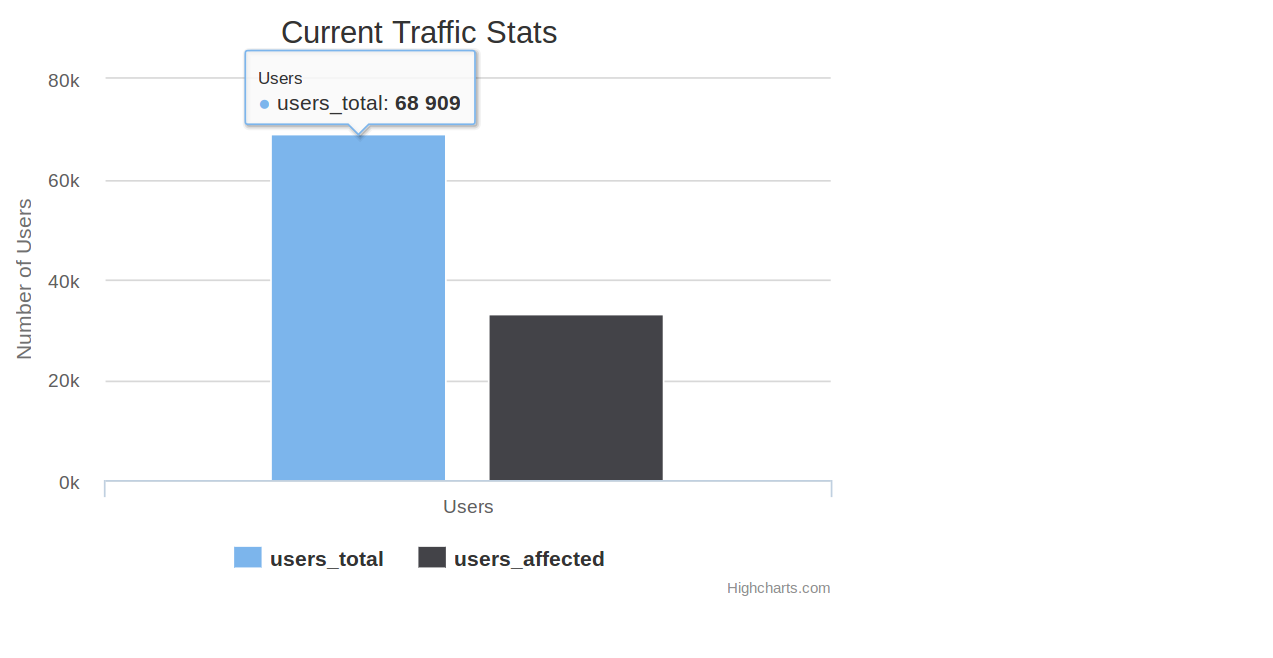 Current Traffic Stats
Users
users_total: 68 909
80k
60k
40k
20k
0k
Number of Users
Users
users_total
users_affected
Highcharts.com